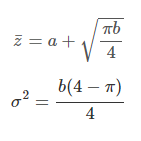 z̄ = a + √(πb/4)
σ² = b(4 − π)/4